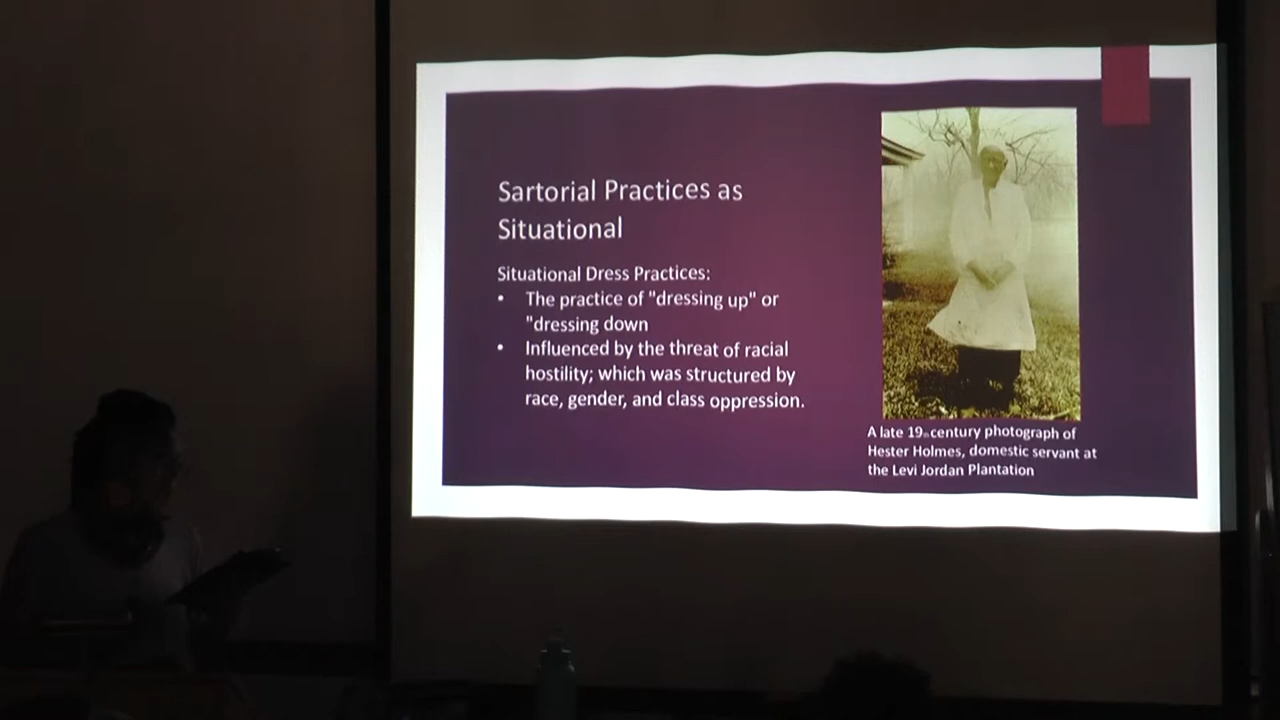 Sartorial Practices as
Situational
Situational Dress Practices:
• The practice of "dressing up" or
"dressing down
• Influenced by the threat of racial
hostility; which was structured by
race, gender, and class oppression.
A late 19 century photograph of
Hester Holmes, domestic servant at
the Levi Jordan Plantation